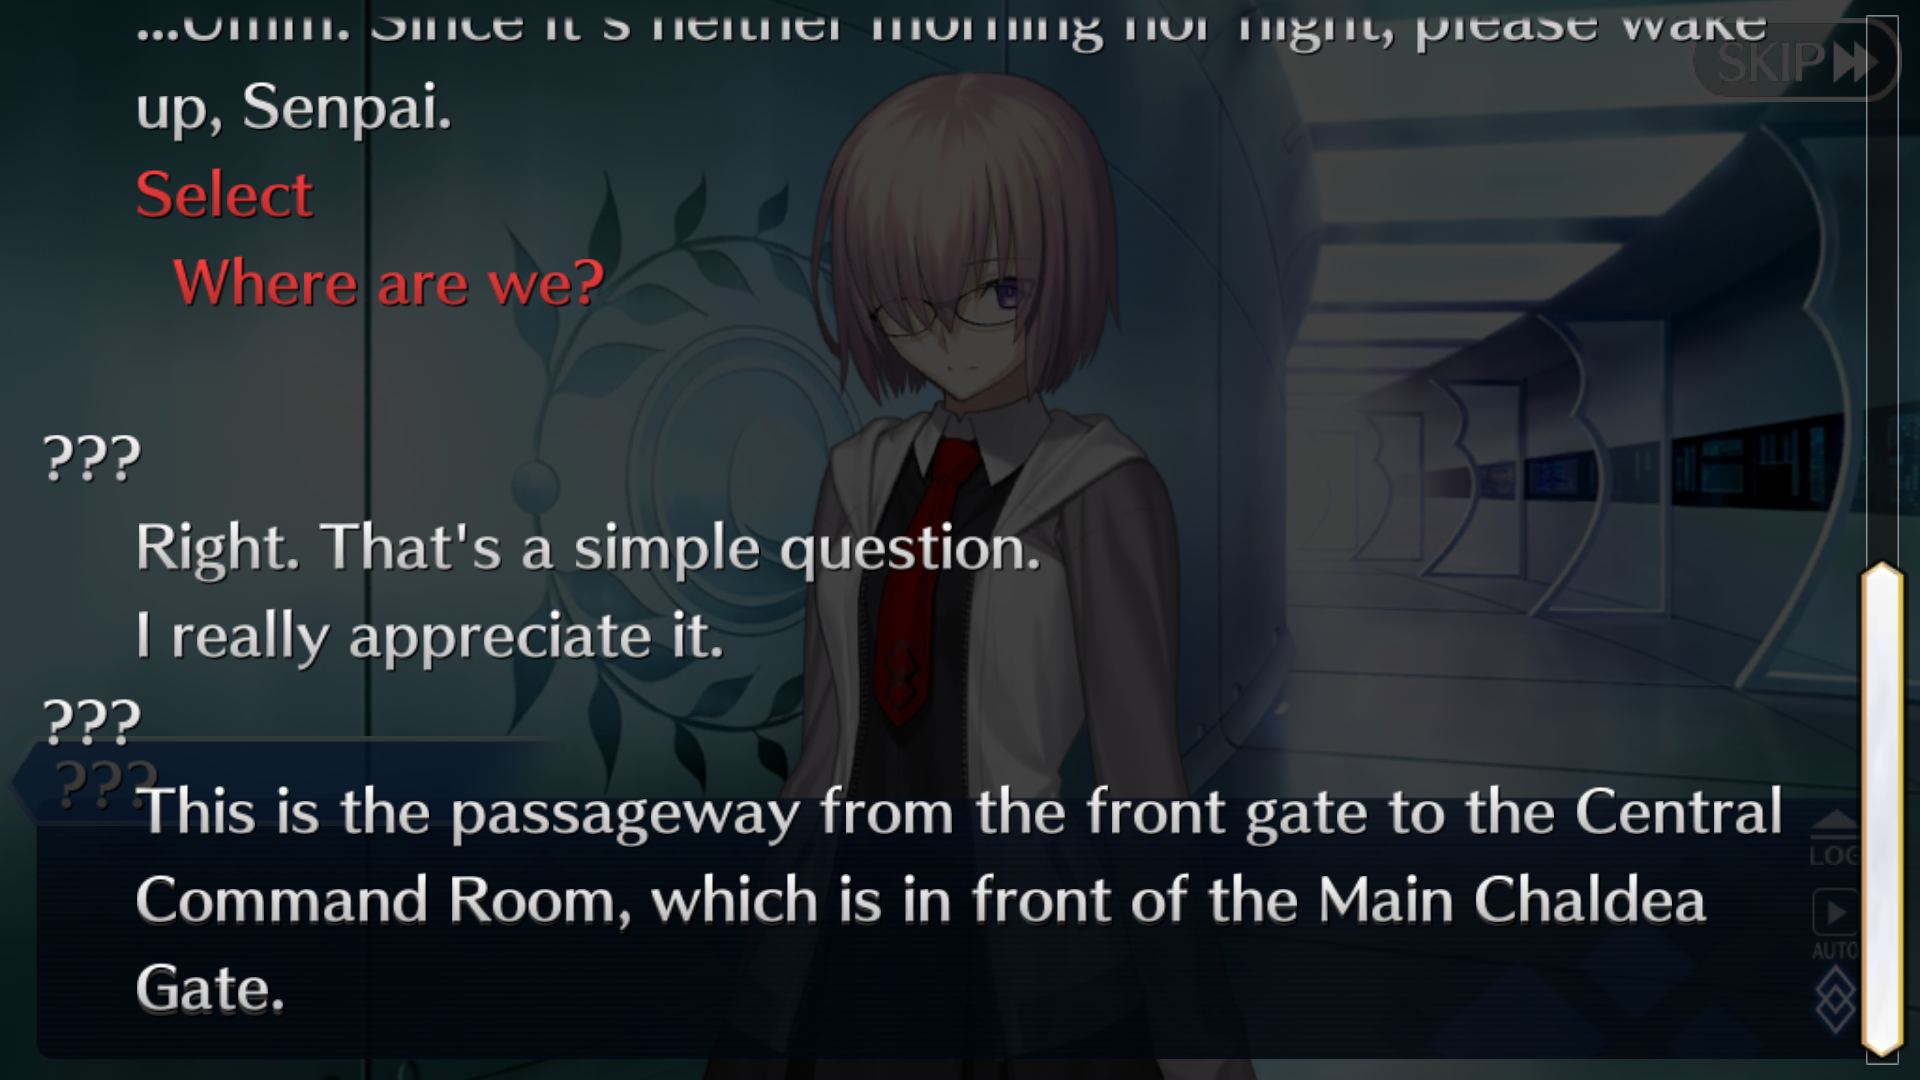 ...Umm. Since it's neither morning nor night, please wake
SKIP
up, Senpai.
Select
Where are we?
???
Right. That's a simple question.
I really appreciate it.
???
???
This is the passageway from the front gate to the Central
Command Room, which is in front of the Main Chaldea
Gate.
LOG
AUTO